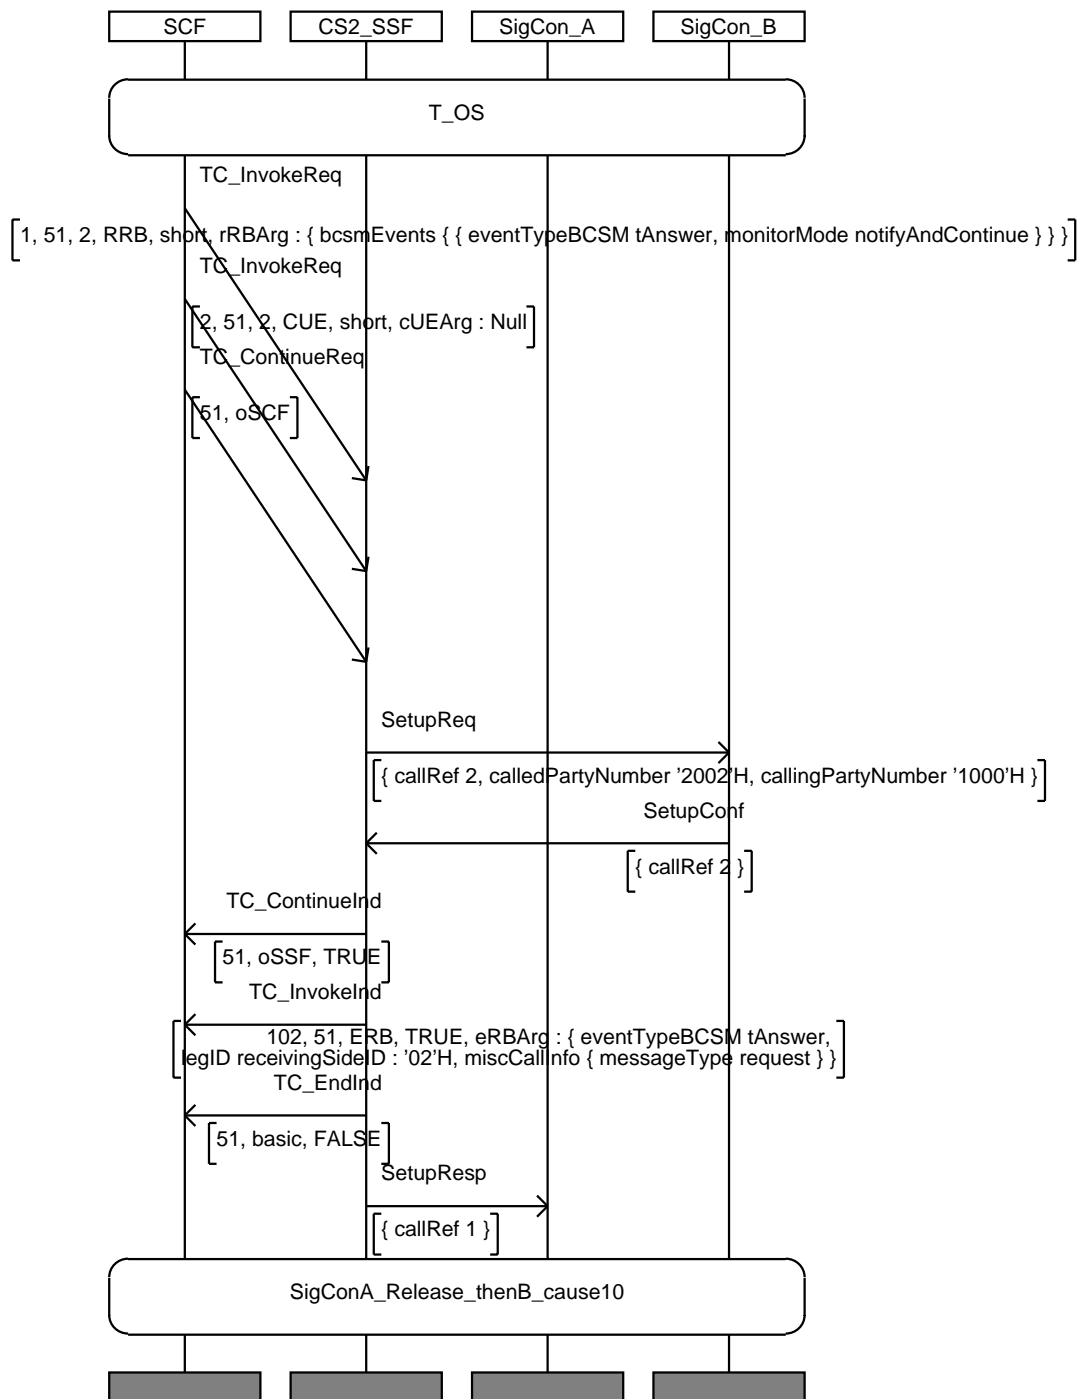 SCF CS2_SSF SigCon_A SigCon_B
T_OS
TC_InvokeReq
1, 51, 2, RRB, short, rRBArg : { bcsmEvents { { eventTypeBCSM tAnswer, monitorMode notifyAndContinue } } }
TC_InvokeReq
2, 51, 2, CUE, short, cUEArg : Null
TC_ContinueReq
51, oSCF
SetupReq
{ callRef 2, calledPartyNumber '2002'H, callingPartyNumber '1000'H }
SetupConf
{ callRef 2 }
TC_ContinueInd
51, oSSF, TRUE
TC_InvokeInd
102, 51, ERB, TRUE, eRBArg : { eventTypeBCSM tAnswer,
legID receivingSideID : '02'H, miscCallInfo { messageType request } }
TC_EndInd
51, basic, FALSE
SetupResp
{ callRef 1 }
SigConA_Release_thenB_cause10